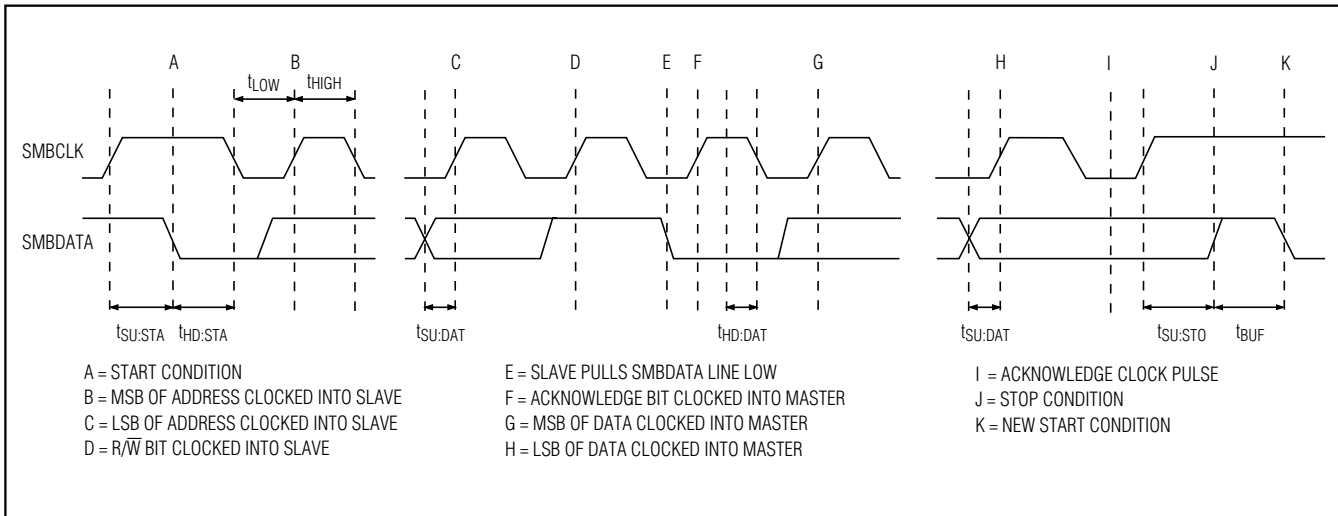 A B C D E F G H I J K
tLOW tHIGH
SMBCLK
SMBDATA
tSU:STA tHD:STA tSU:DAT tHD:DAT tSU:DAT tSU:STO tBUF
A = START CONDITION
B = MSB OF ADDRESS CLOCKED INTO SLAVE
C = LSB OF ADDRESS CLOCKED INTO SLAVE
D = R/W̅ BIT CLOCKED INTO SLAVE
E = SLAVE PULLS SMBDATA LINE LOW
F = ACKNOWLEDGE BIT CLOCKED INTO MASTER
G = MSB OF DATA CLOCKED INTO MASTER
H = LSB OF DATA CLOCKED INTO MASTER
I = ACKNOWLEDGE CLOCK PULSE
J = STOP CONDITION
K = NEW START CONDITION